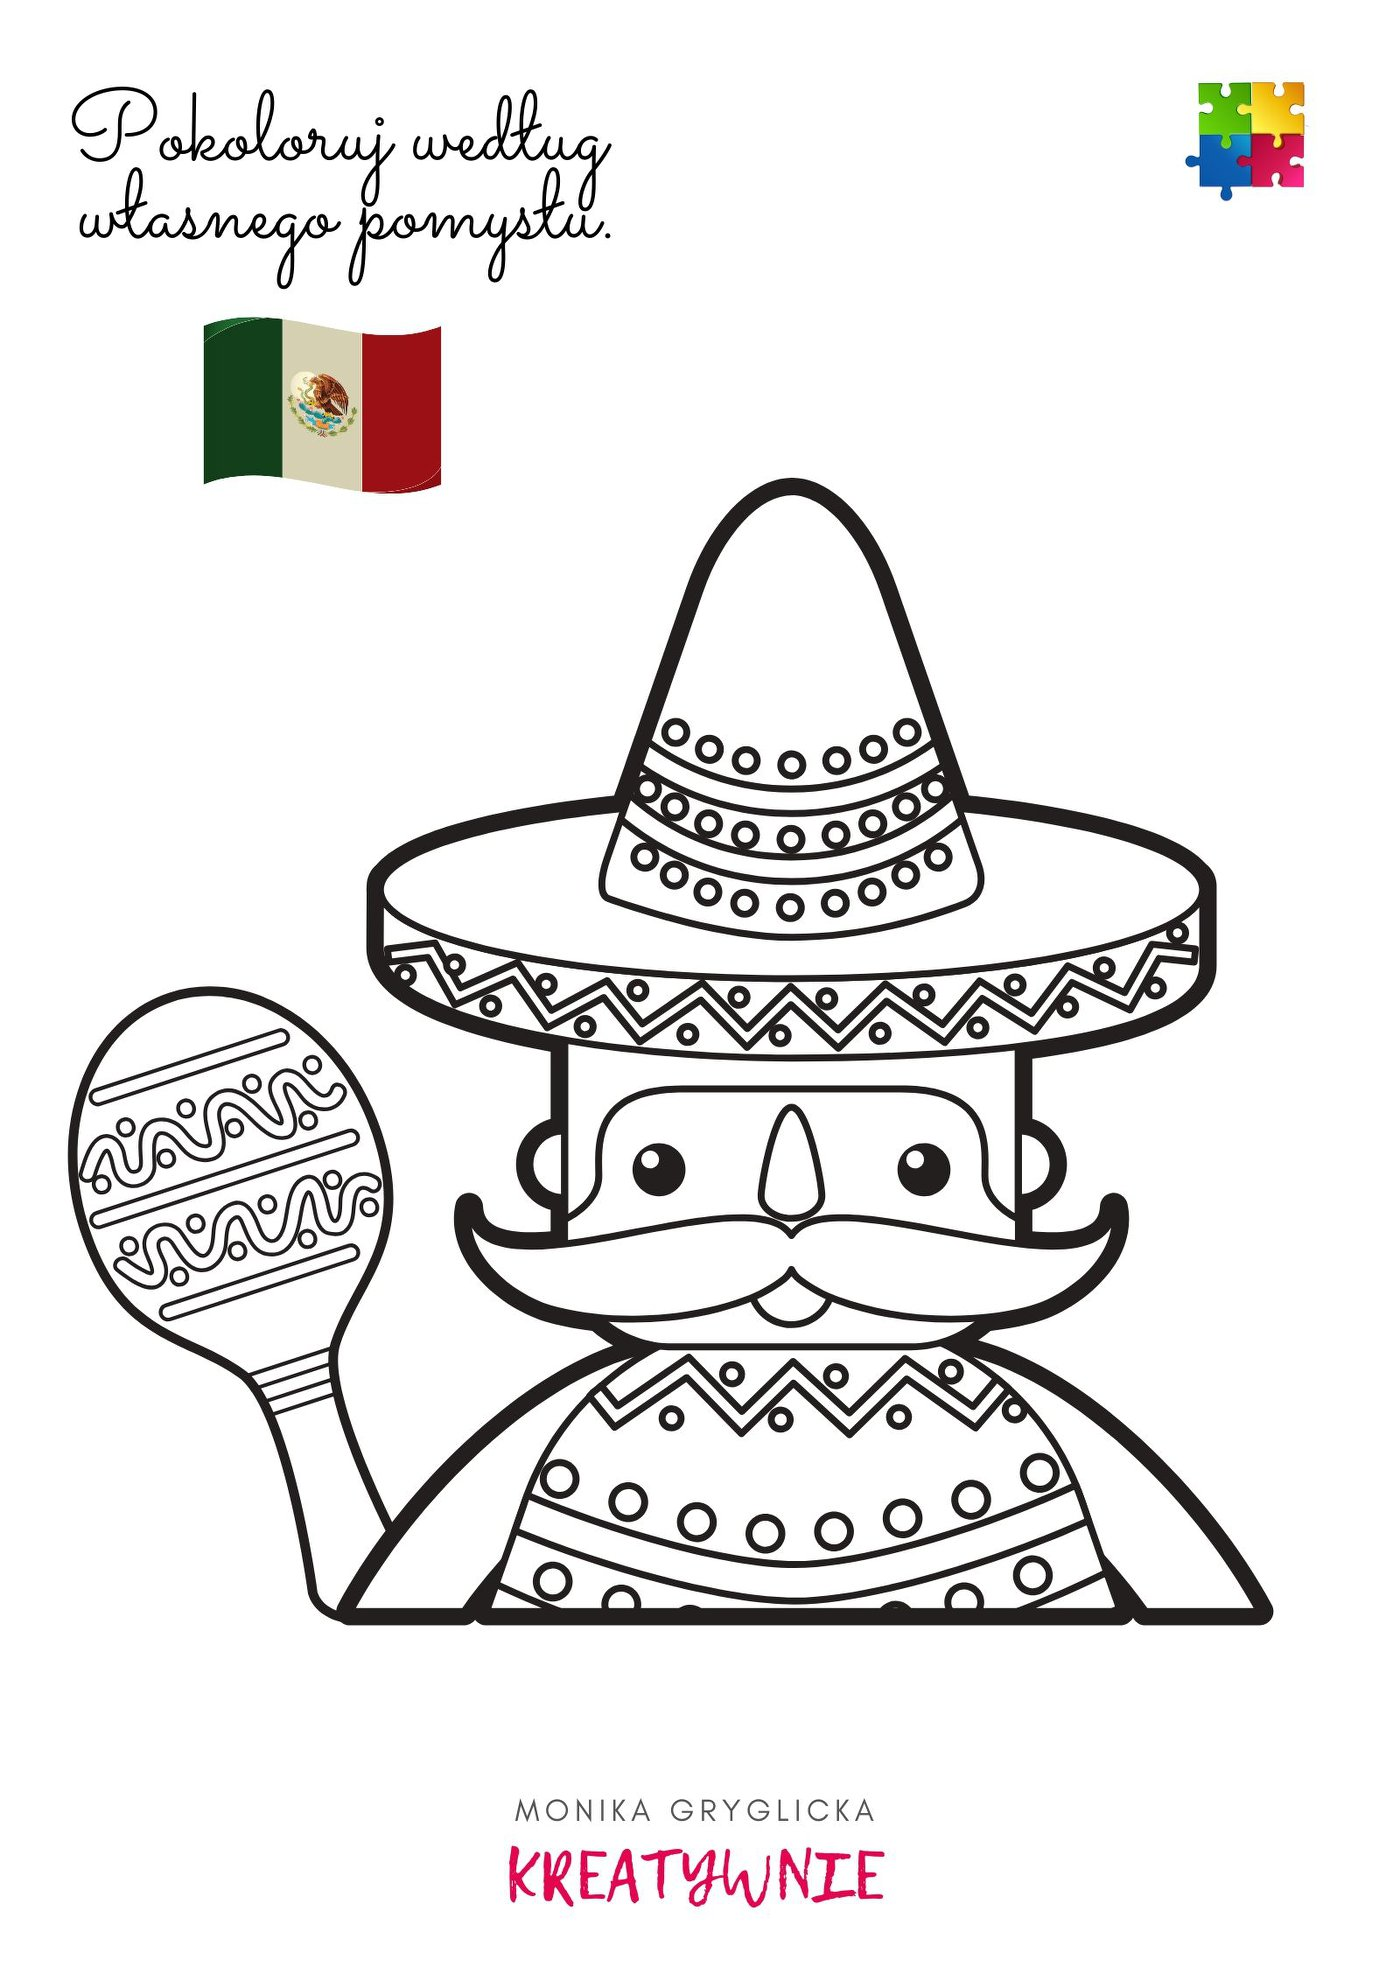 Pokoloruj według
własnego pomysłu.
MONIKA GRYGLICKA
KREATYWNIE